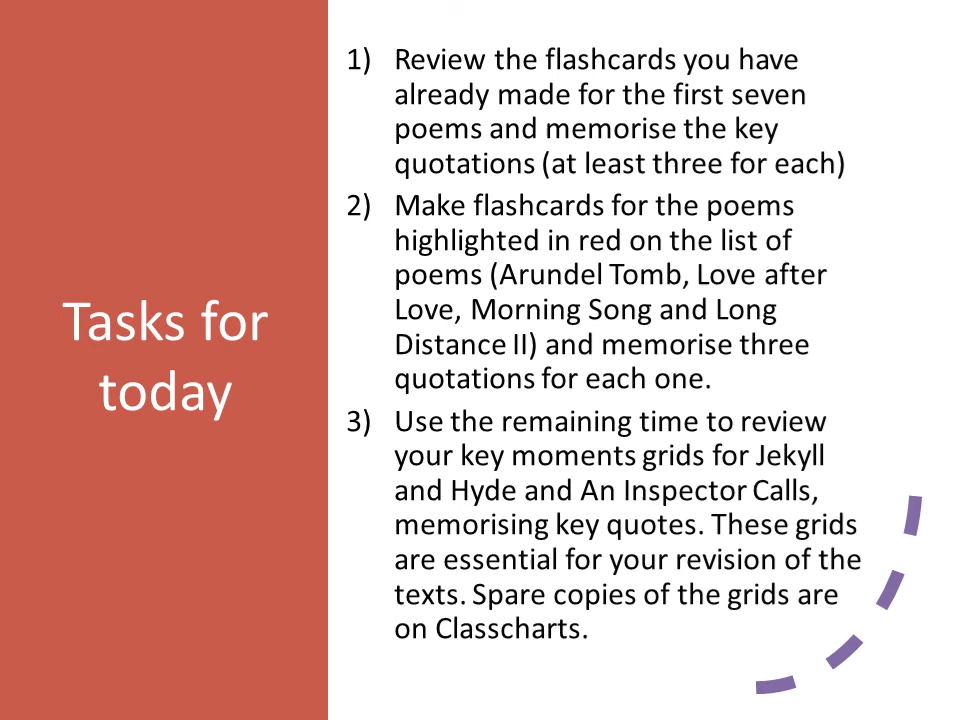 Tasks for
today
1) Review the flashcards you have
already made for the first seven
poems and memorise the key
quotations (at least three for each)
2) Make flashcards for the poems
highlighted in red on the list of
poems (Arundel Tomb, Love after
Love, Morning Song and Long
Distance II) and memorise three
quotations for each one.
3) Use the remaining time to review
your key moments grids for Jekyll
and Hyde and An Inspector Calls,
memorising key quotes. These grids
are essential for your revision of the
texts. Spare copies of the grids are
on Classcharts.